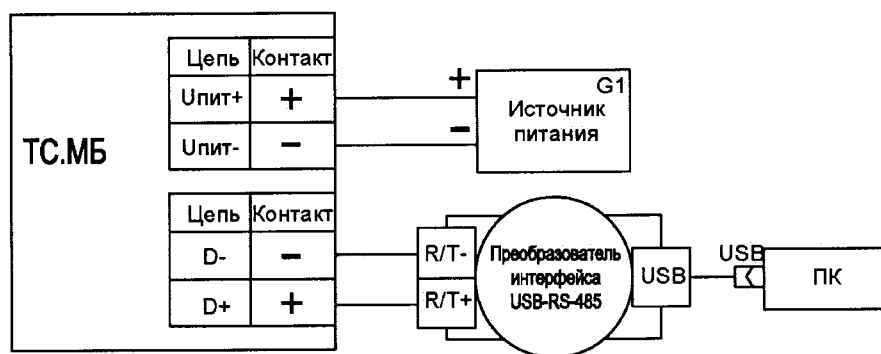 ТС.МБ
Цепь Контакт
Uпит+ +
Uпит- -
+
-
G1
Источник
питания
Цепь Контакт
D- -
D+ +
R/T-
R/T+
Преобразователь
интерфейса
USB-RS-485
USB
USB
ПК